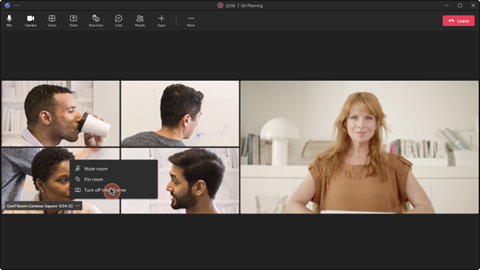 22:06 | Q4 Planning
Mic
Camera
Views
Share
Reactions
Chat
People
Apps
More
Leave
Mute room
Pin room
Turn off
Conf Room Contoso Square 1234 (5)